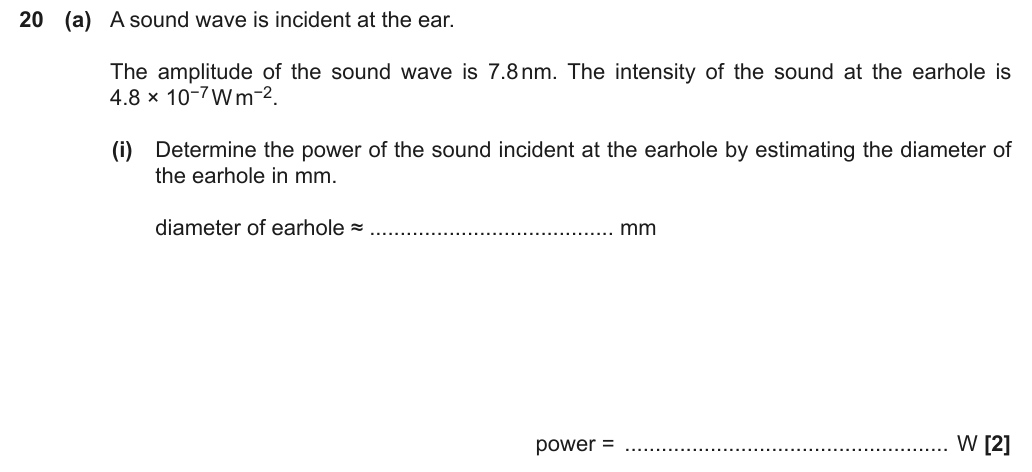 20 (a) A sound wave is incident at the ear.
The amplitude of the sound wave is 7.8 nm. The intensity of the sound at the earhole is
4.8 × 10⁻⁷ W m⁻².
(i) Determine the power of the sound incident at the earhole by estimating the diameter of
the earhole in mm.
diameter of earhole ≈ ........................................ mm
power = ..................................................... W [2]